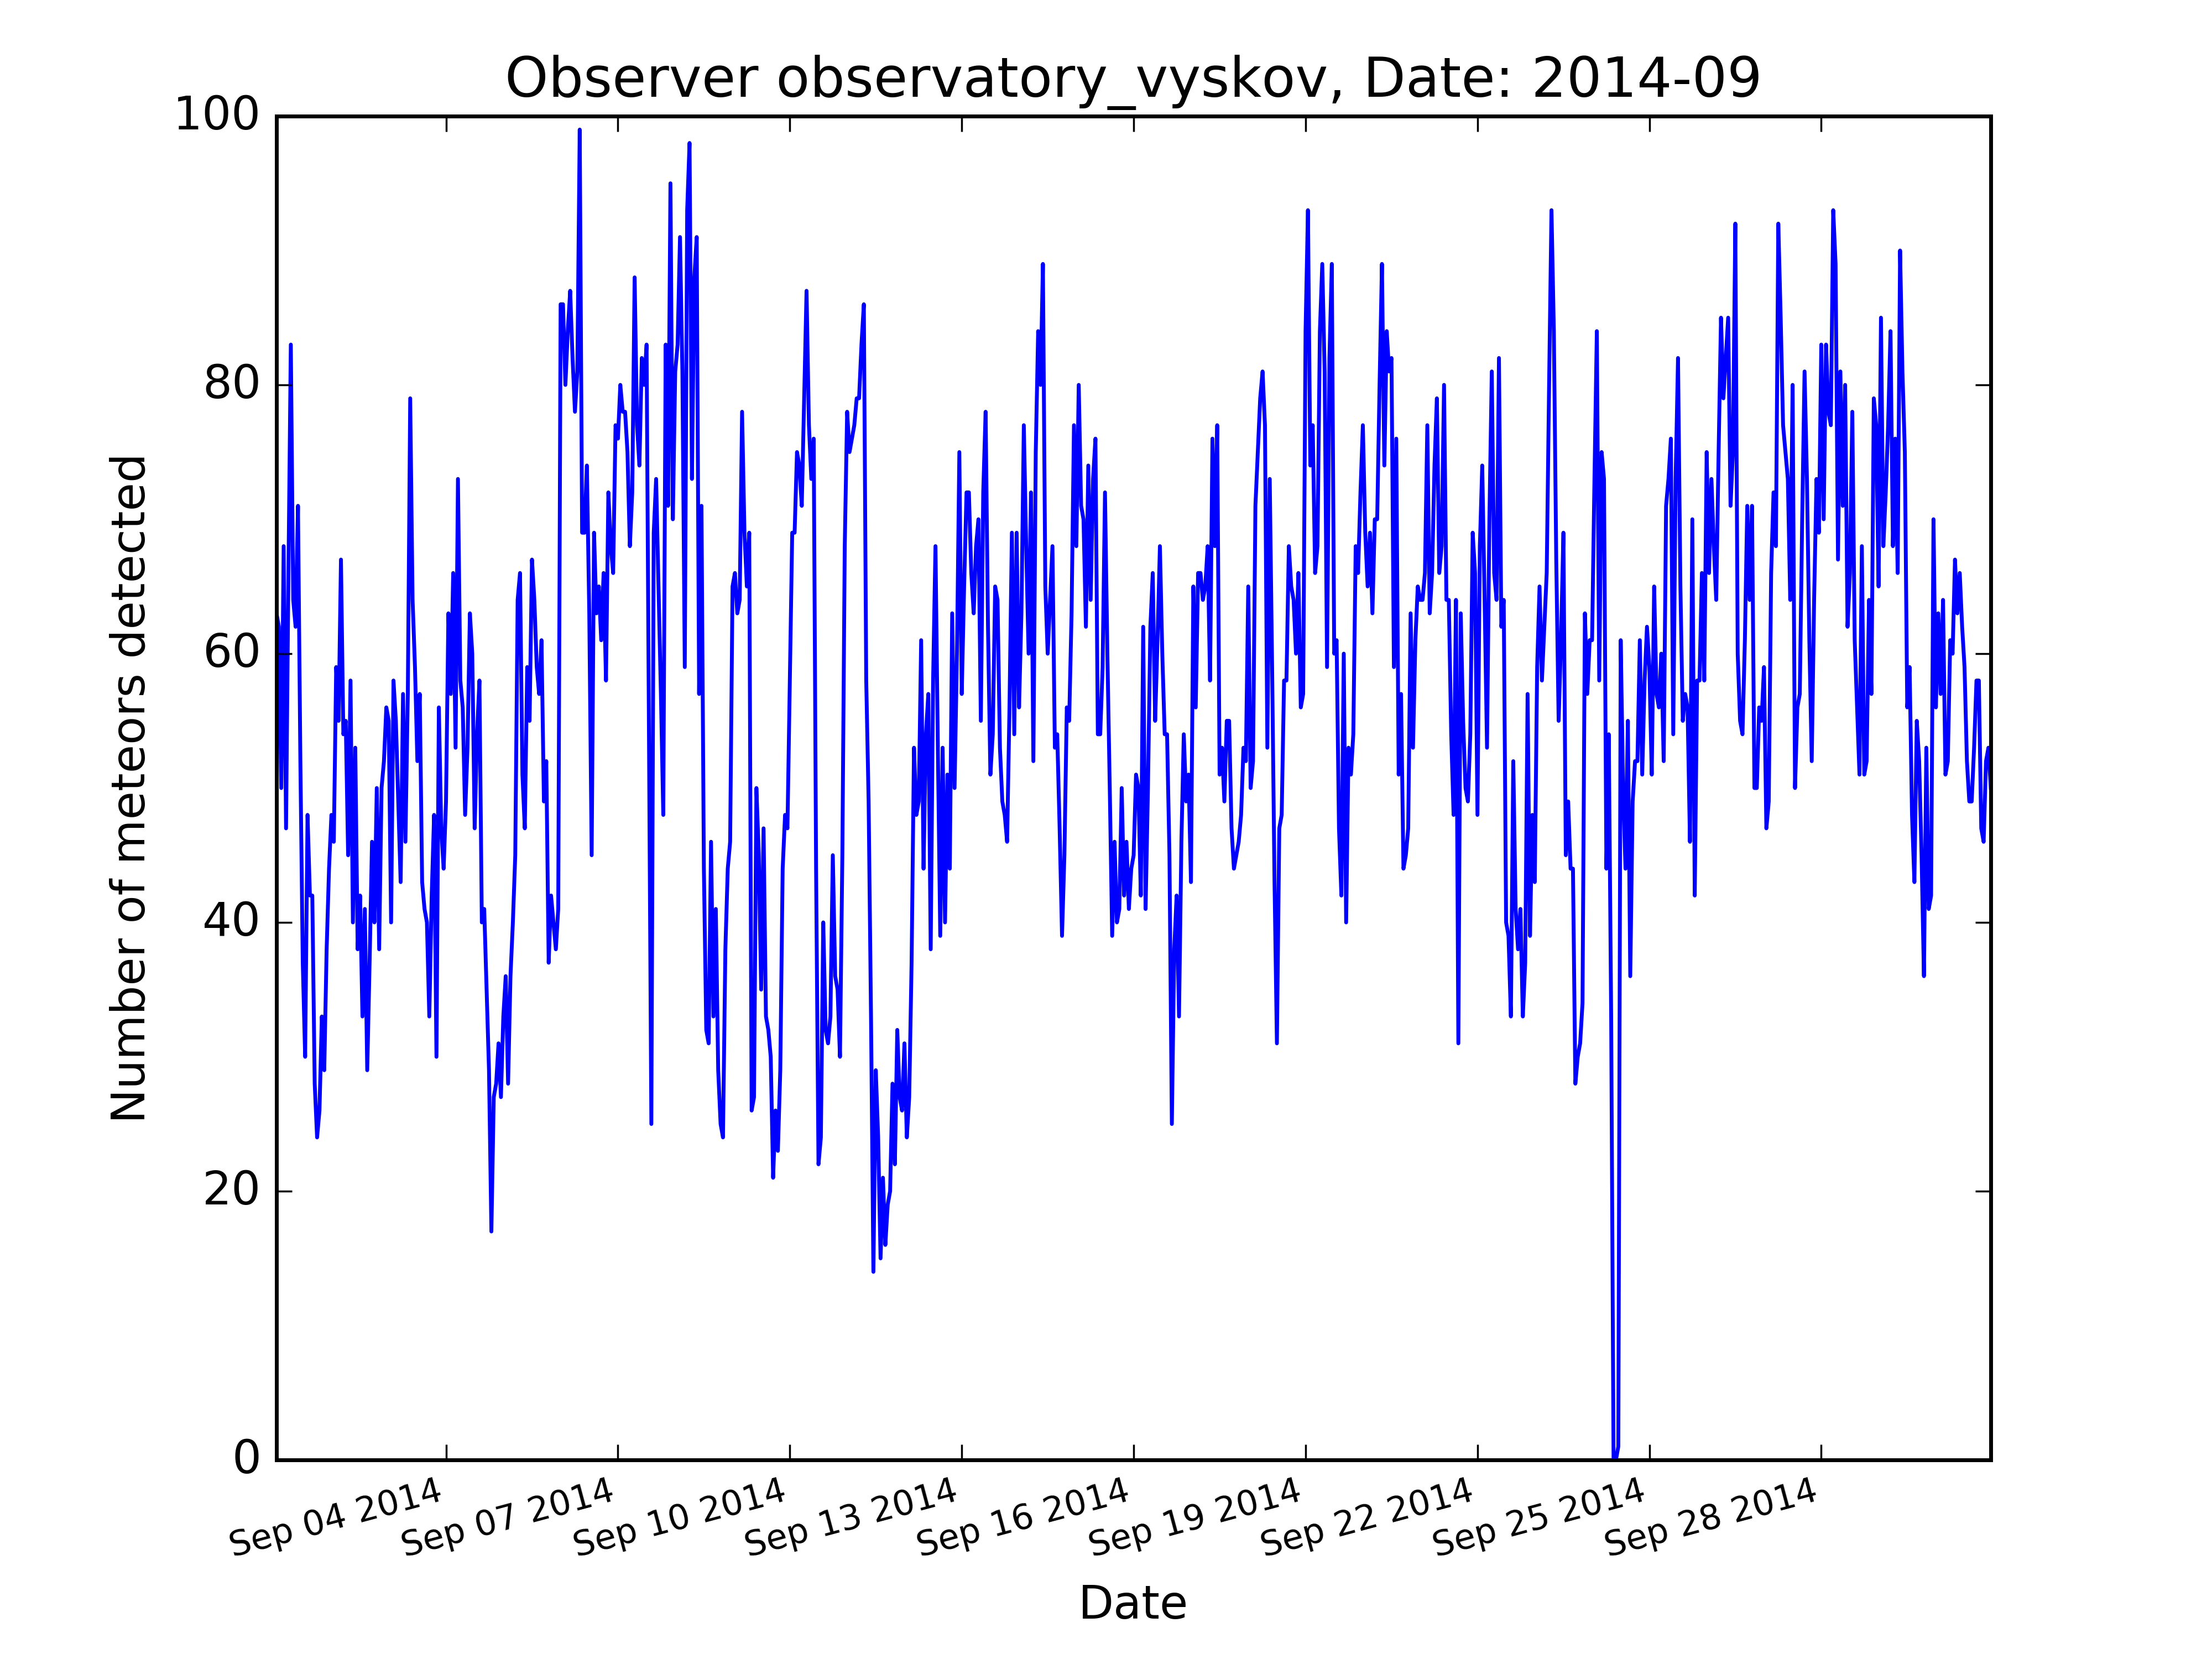 Observer observatory_vyskov, Date: 2014-09
Number of meteors detected
100
80
60
40
20
0
Sep 04 2014
Sep 07 2014
Sep 10 2014
Sep 13 2014
Sep 16 2014
Sep 19 2014
Sep 22 2014
Sep 25 2014
Sep 28 2014
Date